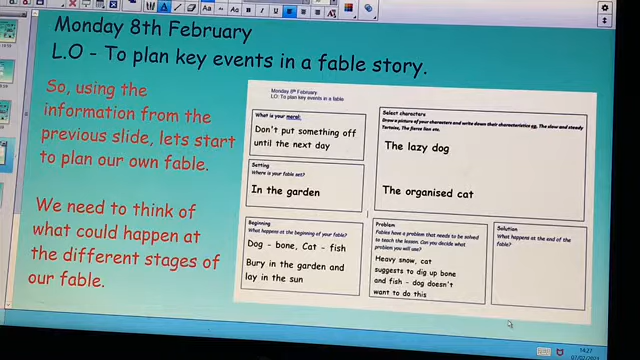 Monday 8th February
L.O - To plan key events in a fable story.
So, using the
information from the
previous slide, lets start
to plan our own fable.
We need to think of
what could happen at
the different stages of
our fable.
Monday 8th February
LO: To plan key events in a fable
What is your moral:
Don't put something off
until the next day
Select characters
Draw a picture of your characters and write down their characteristics eg. The slow and steady
Tortoise, The fierce lion etc.
The lazy dog
The organised cat
Setting
Where is your fable set?
In the garden
Beginning
What happens at the beginning of your fable?
Dog - bone, Cat - fish
Bury in the garden and
lay in the sun
Problem
Fables have a problem that needs to be solved
to teach the lesson. Can you decide what
problem you will use?
Heavy snow, cat
suggests to dig up bone
and fish - dog doesn't
want to do this
Solution
What happens at the end of the
fable?
14:27